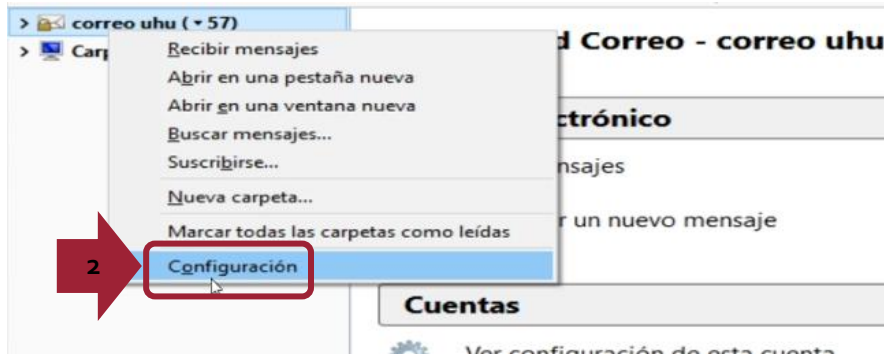 correo uhu ( 57)
Carp
Recibir mensajes
Abrir en una pestaña nueva
Abrir en una ventana nueva
Buscar mensajes...
Suscribirse...
Nueva carpeta...
Marcar todas las carpetas como leídas
2
Configuración
d Correo - correo uhu
ctrónico
nsajes
r un nuevo mensaje
Cuentas
Ver configuración de esta cuenta